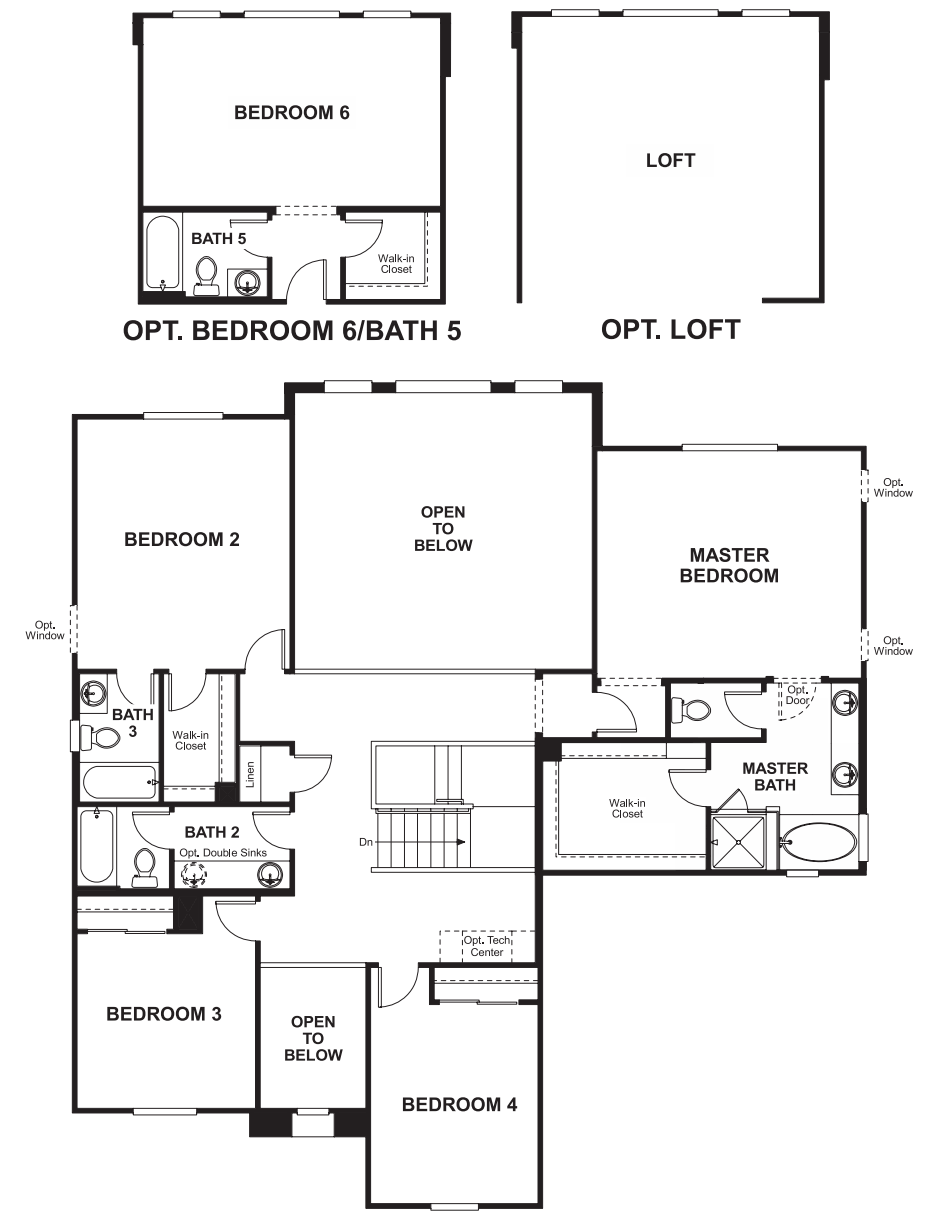 BEDROOM 6
BATH 5
Walk-in
Closet
OPT. BEDROOM 6/BATH 5
LOFT
OPT. LOFT
BEDROOM 2
OPEN
TO
BELOW
MASTER
BEDROOM
Opt.
Window
Opt.
Window
Opt.
Window
BATH
3
Walk-in
Closet
Linen
Opt.
Door
MASTER
BATH
Walk-in
Closet
BATH 2
Opt. Double Sinks
Dn
Opt. Tech
Center
BEDROOM 3
OPEN
TO
BELOW
BEDROOM 4